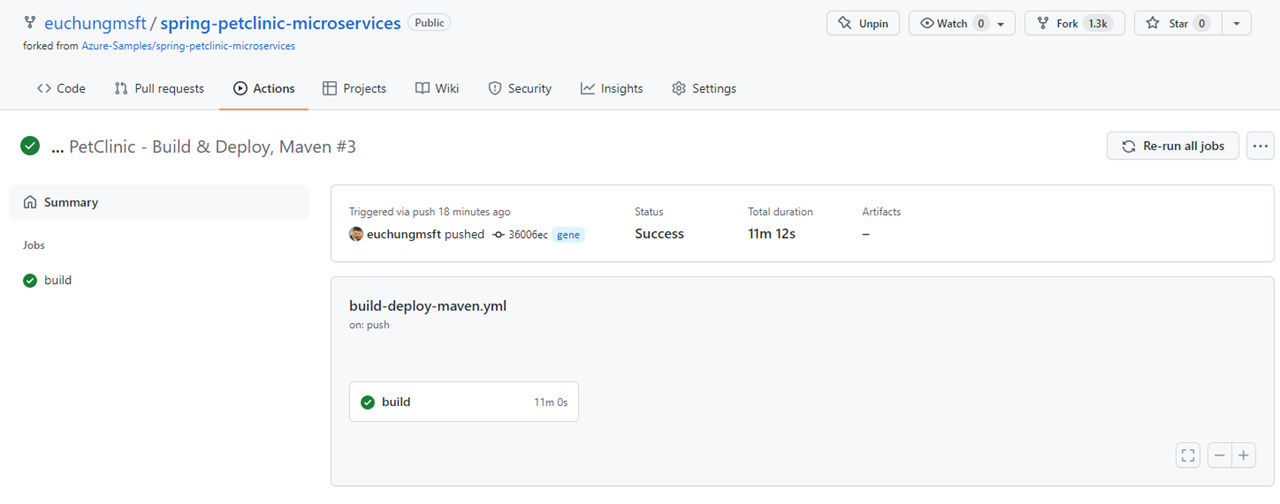 euchungmsft / spring-petclinic-microservices Public Unpin Watch 0 Fork 1.3k Star 0
forked from Azure-Samples/spring-petclinic-microservices
Code Pull requests Actions Projects Wiki Security Insights Settings
... PetClinic - Build & Deploy, Maven #3 Re-run all jobs ...
Summary
Jobs
build
Triggered via push 18 minutes ago Status Total duration Artifacts
euchungmsft pushed 36006ec gene Success 11m 12s –
build-deploy-maven.yml
on: push
build 11m 0s